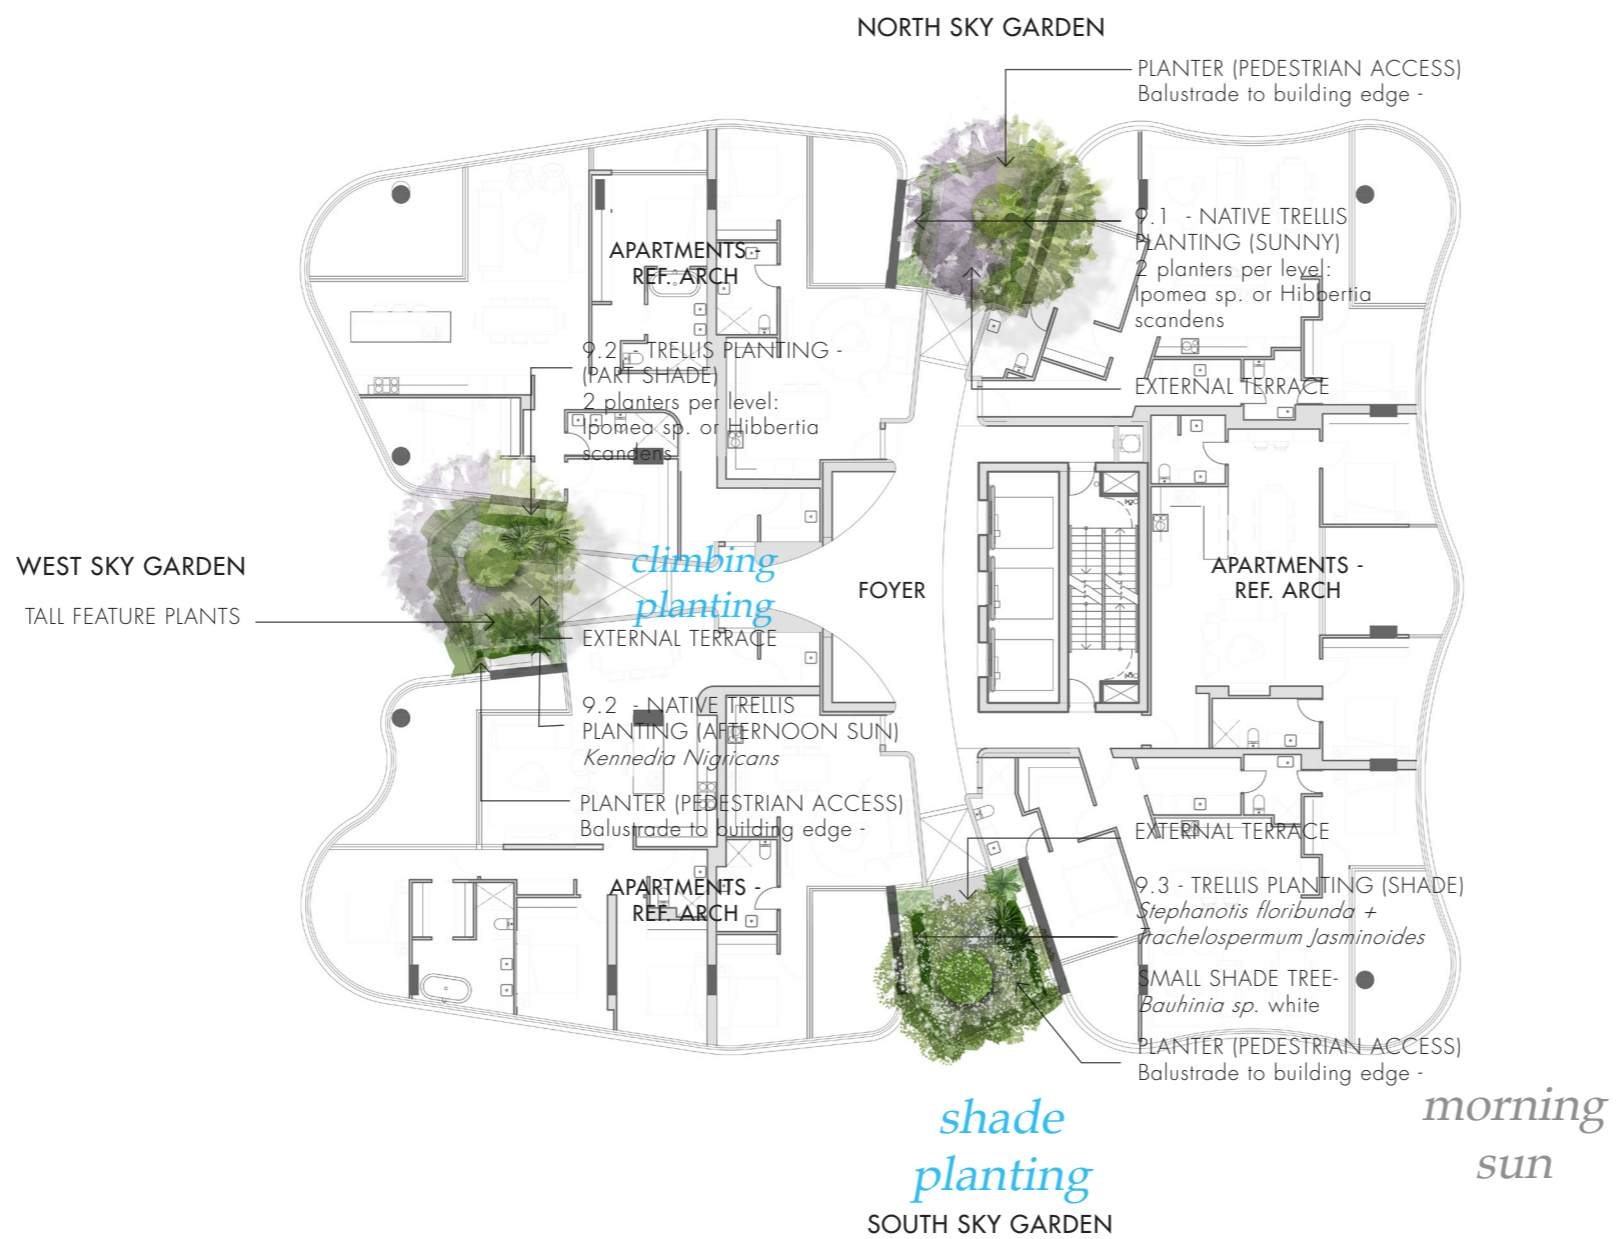 NORTH SKY GARDEN
PLANTER (PEDESTRIAN ACCESS)
Balustrade to building edge -
9.1 - NATIVE TRELLIS
PLANTING (SUNNY)
2 planters per level:
Ipomea sp. or Hibbertia
scandens
EXTERNAL TERRACE
APARTMENTS -
REF. ARCH
9.2 - TRELLIS PLANTING -
(PART SHADE)
2 planters per level:
Ipomea sp. or Hibbertia
scandens
WEST SKY GARDEN
TALL FEATURE PLANTS
climbing
planting
EXTERNAL TERRACE
FOYER
APARTMENTS -
REF. ARCH
9.2 - NATIVE TRELLIS
PLANTING (AFTERNOON SUN)
Kennedia Nigricans
PLANTER (PEDESTRIAN ACCESS)
Balustrade to building edge -
APARTMENTS -
REF. ARCH
EXTERNAL TERRACE
9.3 - TRELLIS PLANTING (SHADE)
Stephanotis floribunda +
Trachelospermum Jasminoides
SMALL SHADE TREE-
Bauhinia sp. white
PLANTER (PEDESTRIAN ACCESS)
Balustrade to building edge -
shade
planting
SOUTH SKY GARDEN
morning
sun